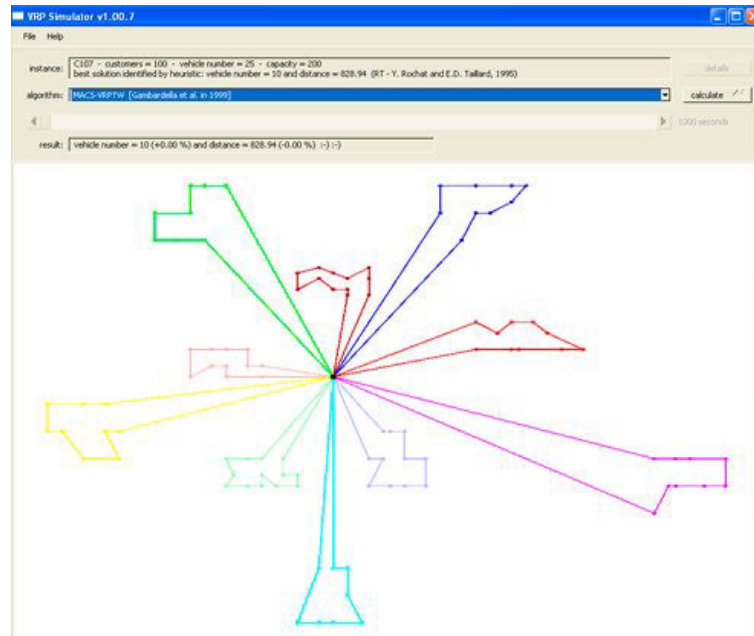 VRP Simulator v1.00.7
File Help
instance: C107 - customers = 100 - vehicle number = 25 - capacity = 200
best solution identified by heuristic: vehicle number = 10 and distance = 828.94 (RT - Y. Rochat and E.D. Taillard, 1995)
details
algorithm: MACS-VRPTW [Gambardella et al. in 1999]
calculate
1000 seconds
result: vehicle number = 10 (+0.00 %) and distance = 828.94 (-0.00 %) :-) :-)